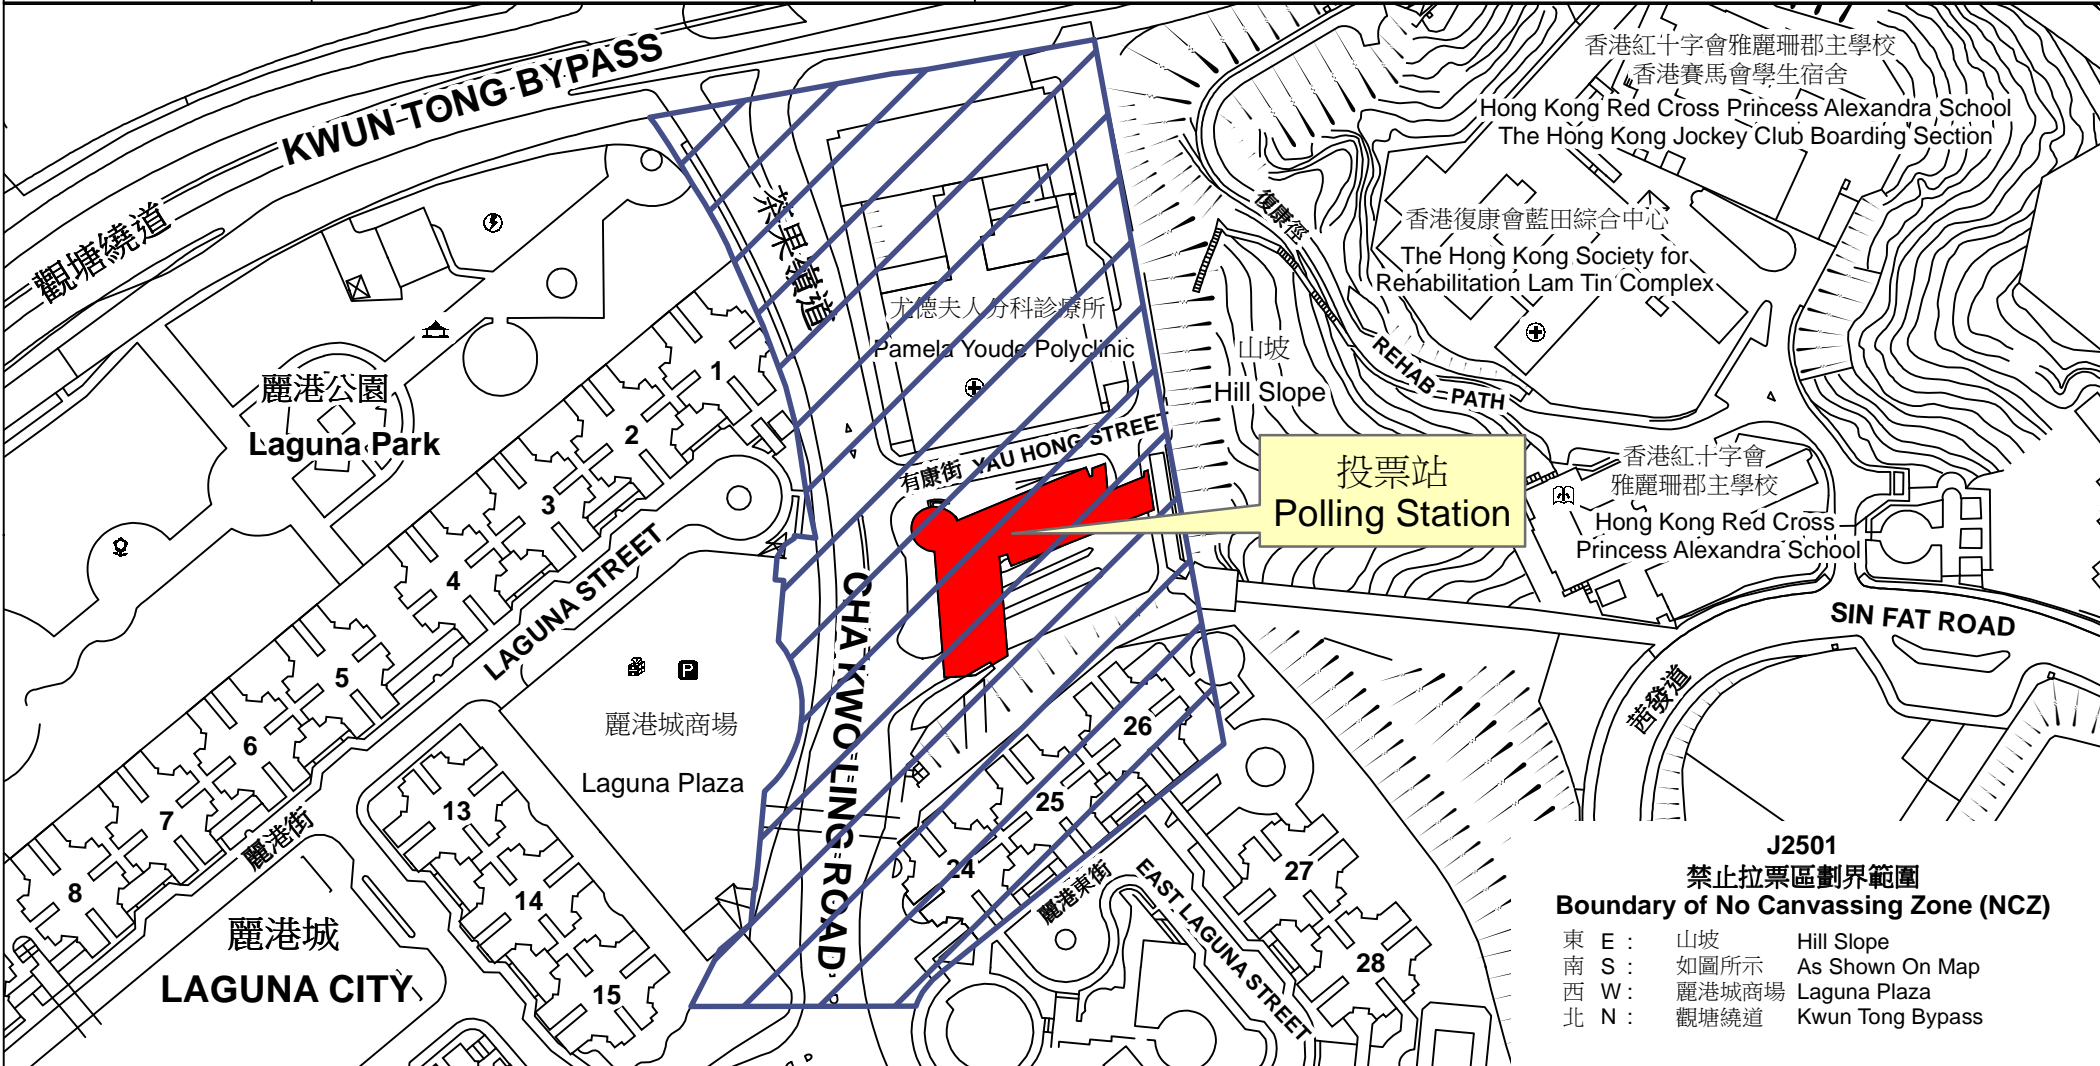 KWUN TONG BYPASS
觀塘繞道
茶果嶺道
香港紅十字會雅麗珊郡主學校
香港賽馬會學生宿舍
Hong Kong Red Cross Princess Alexandra School
The Hong Kong Jockey Club Boarding Section
復康徑
香港復康會藍田綜合中心
The Hong Kong Society for
Rehabilitation Lam Tin Complex
尤德夫人分科診療所
Pamela Youde Polyclinic
山坡
Hill Slope
REHAB PATH
麗港公園
Laguna Park
1
2
3
4
5
6
7
8
有康街 YAU HONG STREET
投票站
Polling Station
香港紅十字會
雅麗珊郡主學校
Hong Kong Red Cross
Princess Alexandra School
SIN FAT ROAD
茜發道
LAGUNA STREET
麗港街
P
麗港城商場
Laguna Plaza
CHA KWO LING ROAD
13
14
15
24
25
26
27
28
麗港東街
EAST LAGUNA STREET
麗港城
LAGUNA CITY
J2501
禁止拉票區劃界範圍
Boundary of No Canvassing Zone (NCZ)
東 E : 山坡 Hill Slope
南 S : 如圖所示 As Shown On Map
西 W : 麗港城商場 Laguna Plaza
北 N : 觀塘繞道 Kwun Tong Bypass